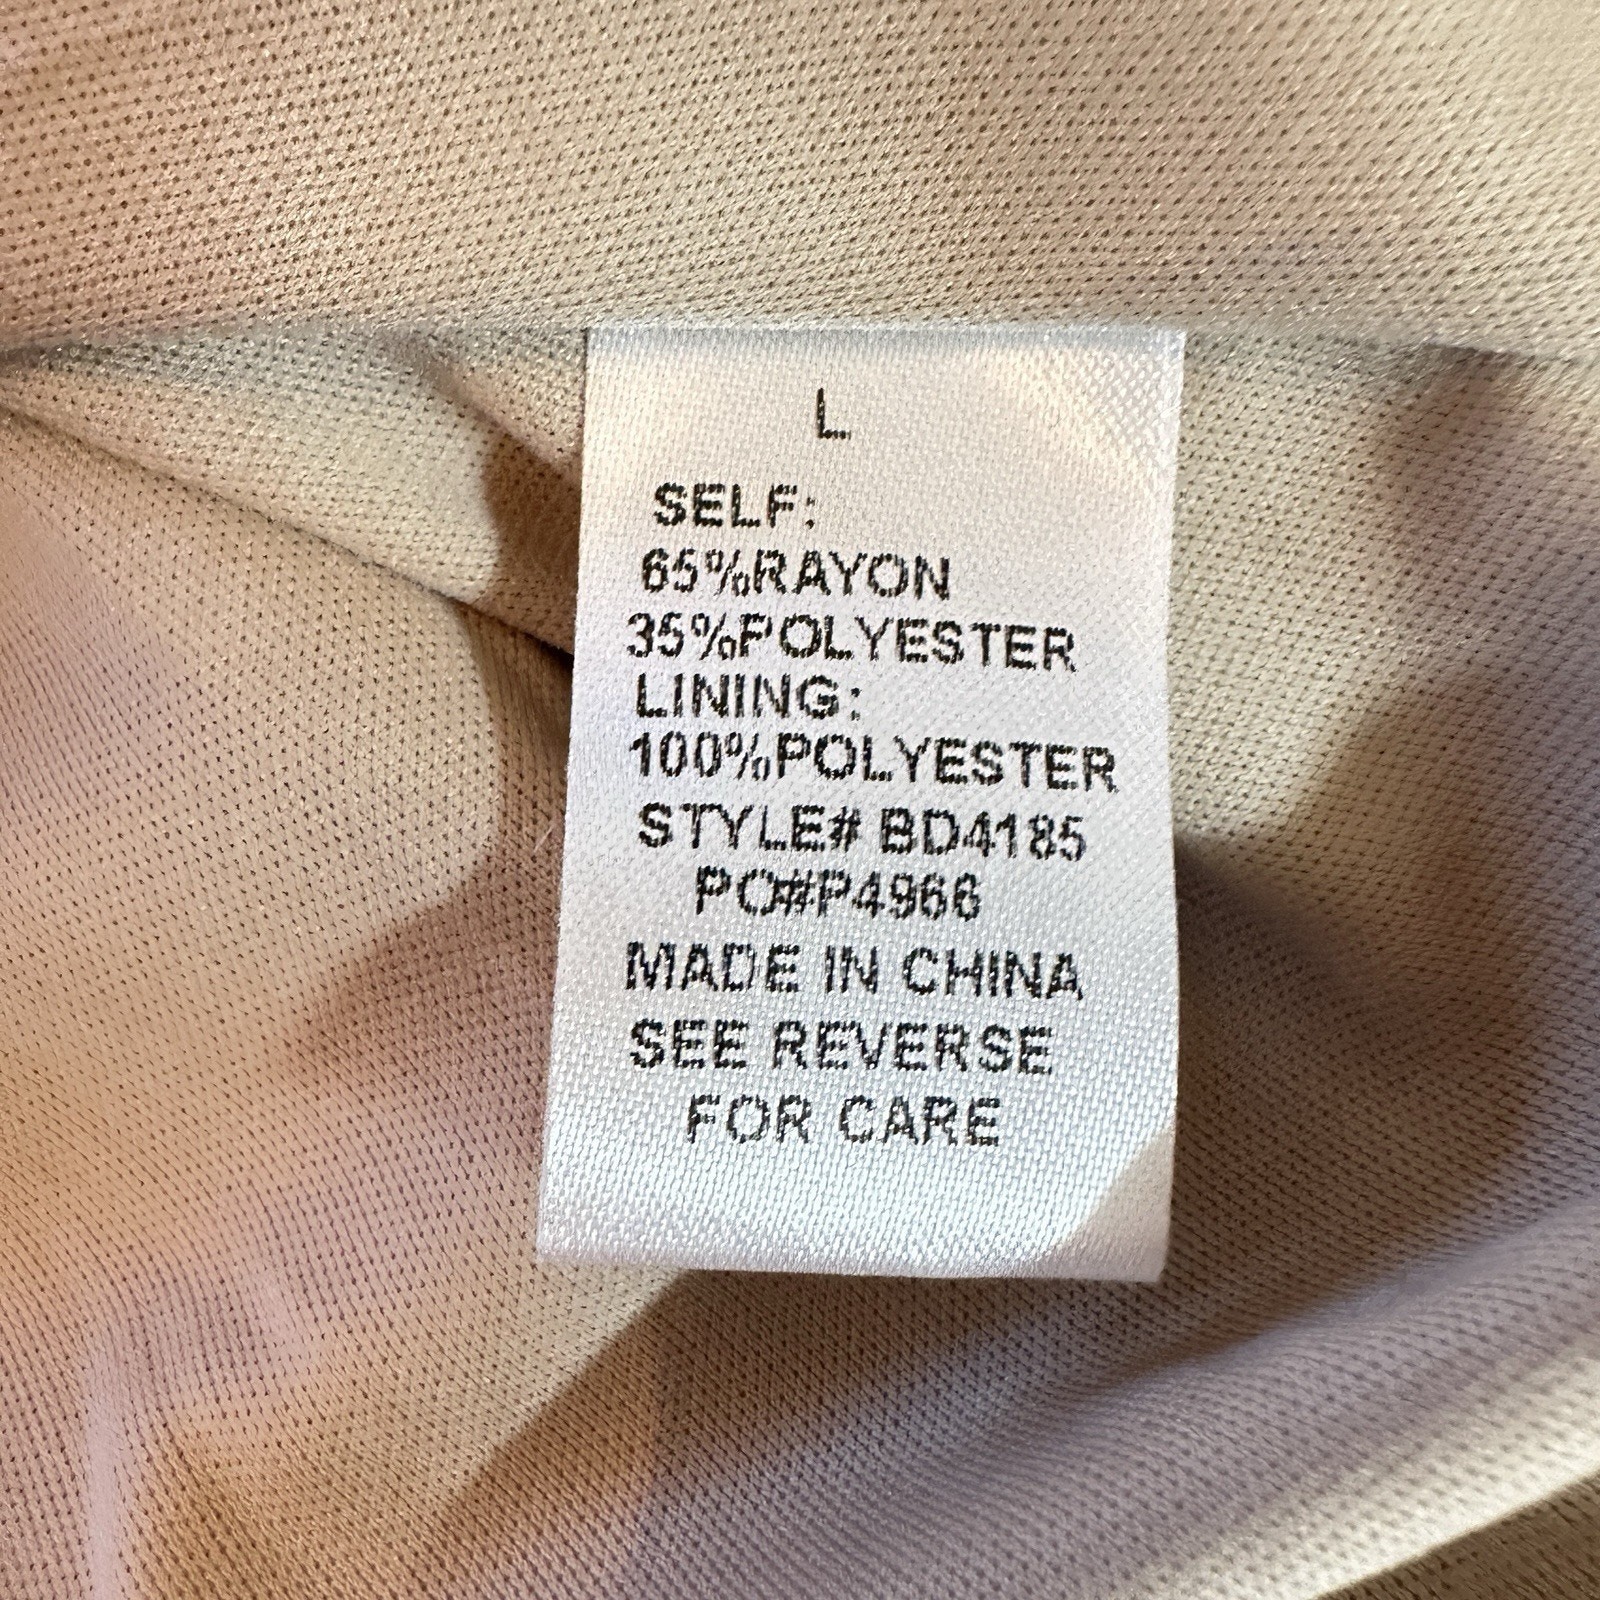 L
SELF:
65%RAYON
35%POLYESTER
LINING:
100%POLYESTER
STYLE# BD4185
PO#P4966
MADE IN CHINA
SEE REVERSE
FOR CARE